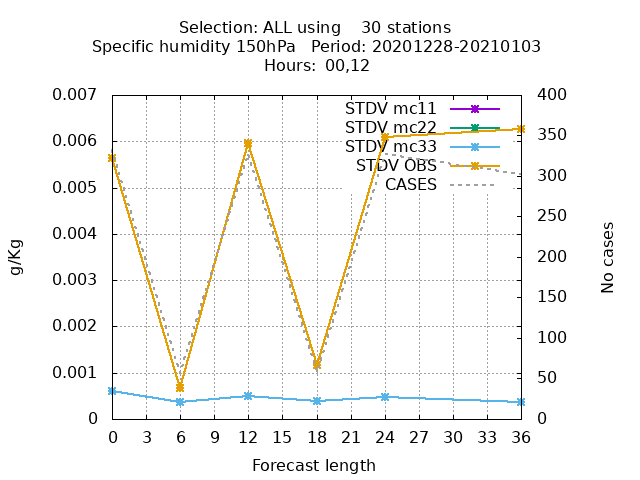 Selection: ALL using    30 stations
Specific humidity 150hPa   Period: 20201228-20210103
Hours: 00,12
0.007
0.006
0.005
0.004
0.003
0.002
0.001
0
g/Kg
STDV mc11
STDV mc22
STDV mc33
STDV OBS
CASES
400
350
300
250
200
150
100
50
0
No cases
0 3 6 9 12 15 18 21 24 27 30 33 36
Forecast length